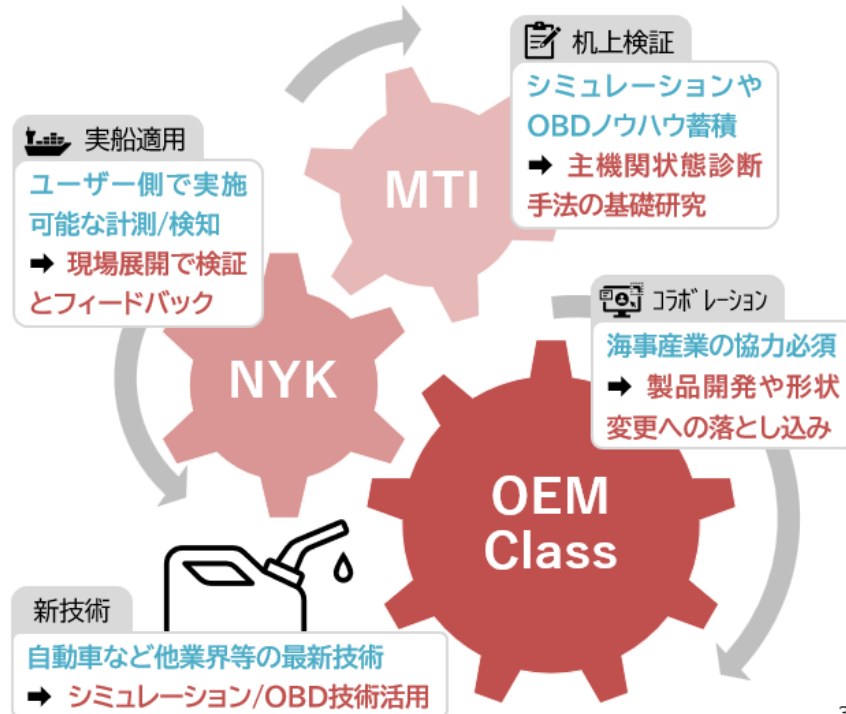 机上検証
シミュレーションや
OBDノウハウ蓄積
➡ 主機関状態診断
手法の基礎研究
MTI
実船適用
ユーザー側で実施
可能な計測/検知
➡ 現場展開で検証
とフィードバック
NYK
コラボレーション
海事産業の協力必須
➡ 製品開発や形状
変更への落とし込み
OEM
Class
新技術
自動車など他業界等の最新技術
➡ シミュレーション/OBD技術活用